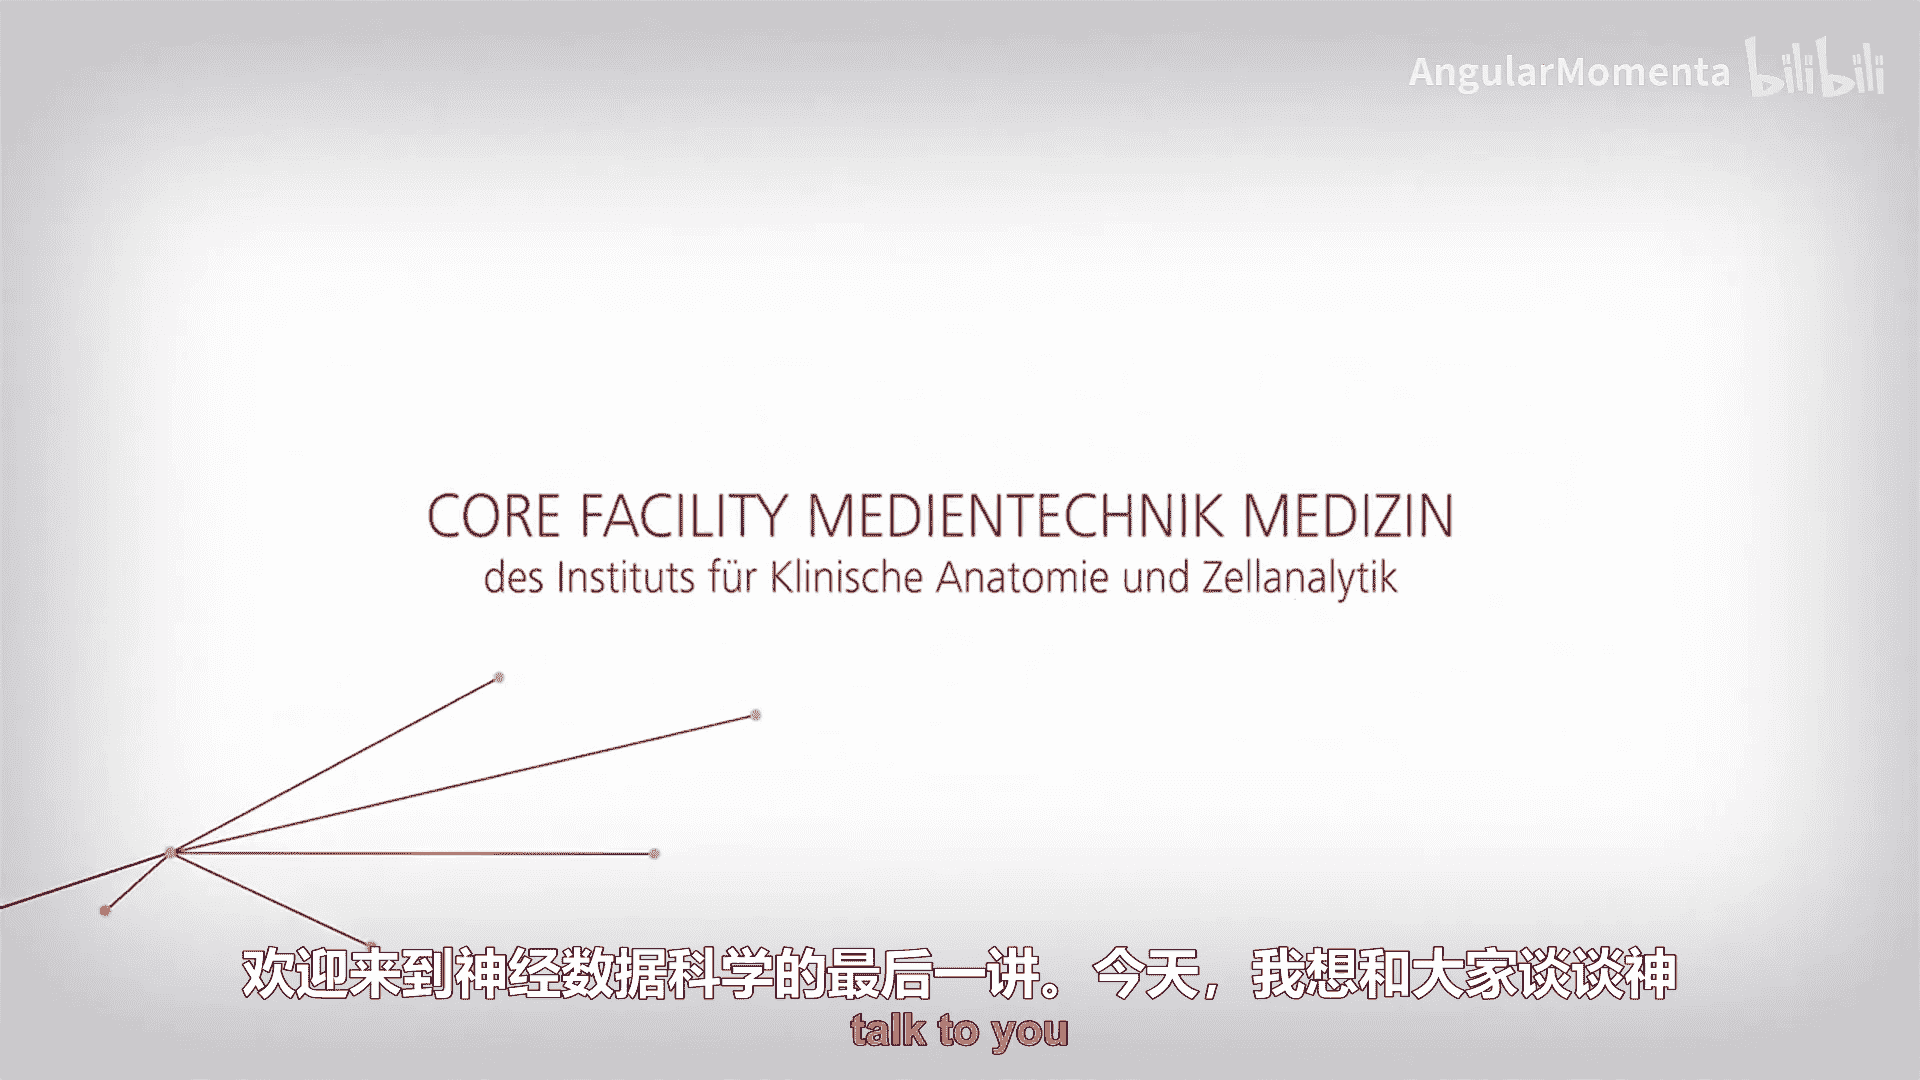 AngularMomenta bilibili
CORE FACILITY MEDIENTECHNIK MEDIZIN
des Instituts für Klinische Anatomie und Zellanalytik
欢迎来到神经数据科学的最后一讲。今天，我想和大家谈谈神
talk to you